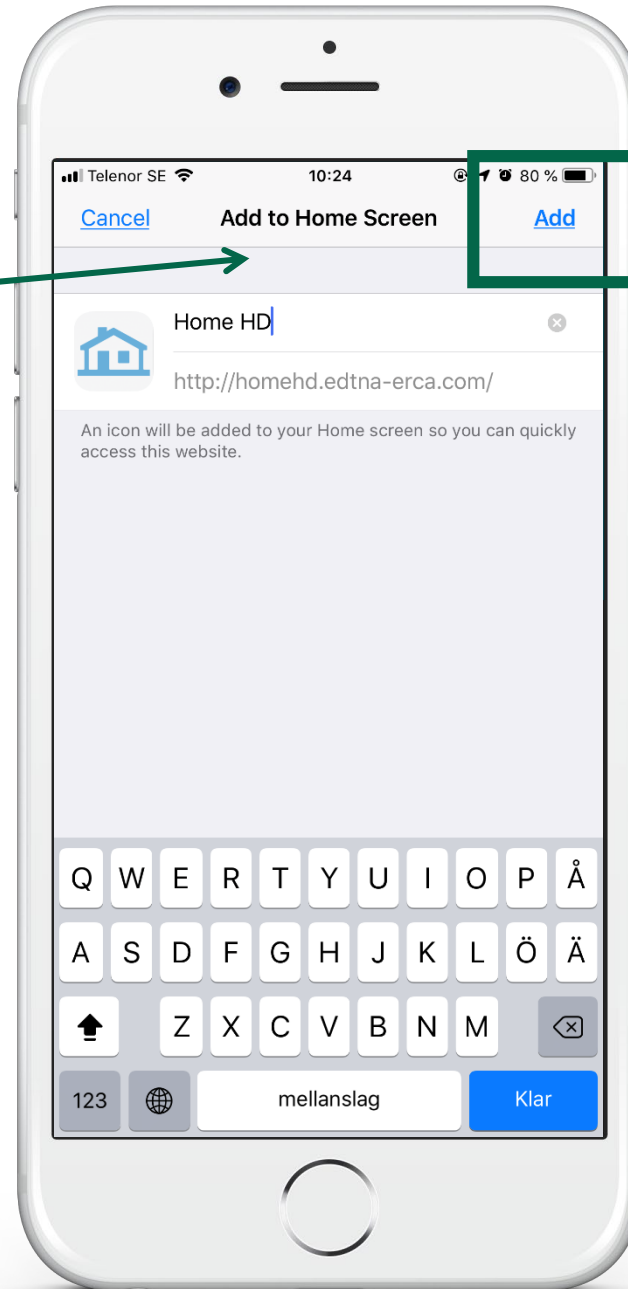 Telenor SE 10:24 80 %
Cancel Add to Home Screen Add
Home HD
http://homehd.edtna-erca.com/
An icon will be added to your Home screen so you can quickly
access this website.
Q W E R T Y U I O P Å
A S D F G H J K L Ö Ä
Z X C V B N M
123 mellanslag Klar